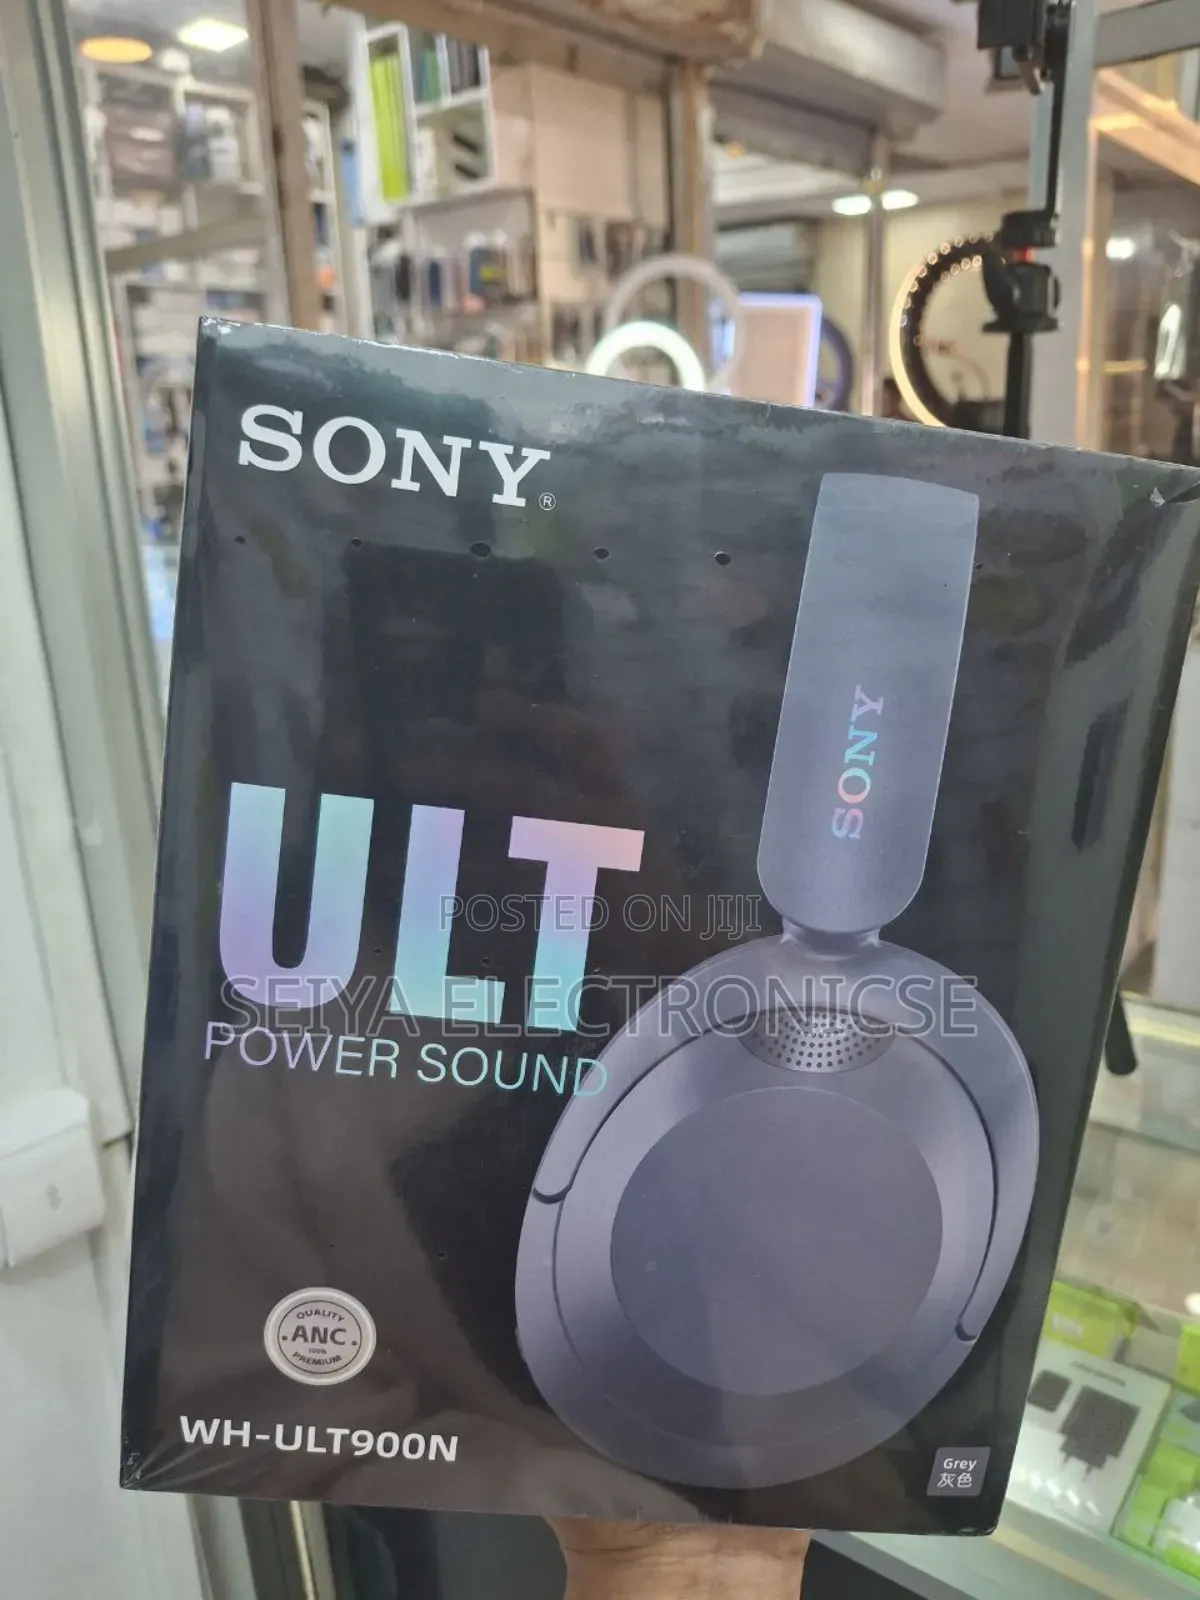 SONY®
SONY
ULT
POSTED ON JIJI
SEIYA ELECTRONICSE
POWER SOUND
QUALITY
ANC
100%
PREMIUM
WH-ULT900N
Grey
灰色